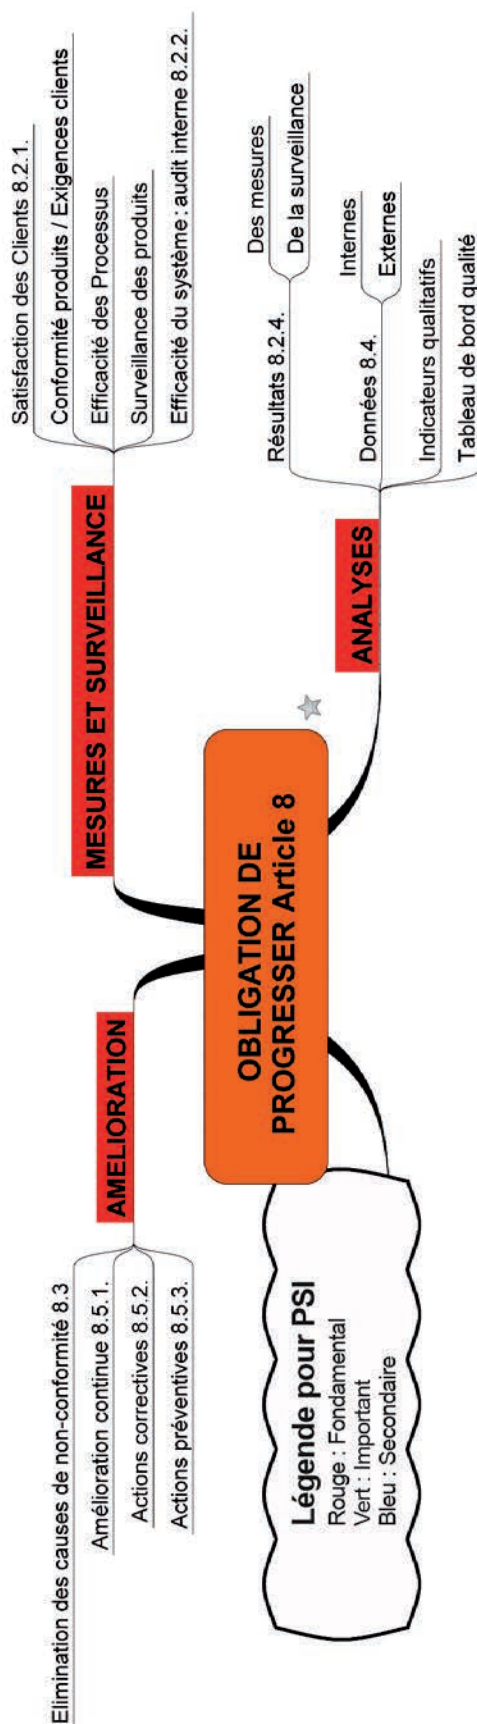 OBLIGATION DE
PROGRESSER Article 8
MESURES ET SURVEILLANCE
Satisfaction des Clients 8.2.1.
Conformité produits / Exigences clients
Efficacité des Processus
Surveillance des produits
Efficacité du système : audit interne 8.2.2.
ANALYSES
Résultats 8.2.4.
Des mesures
De la surveillance
Données 8.4.
Internes
Externes
Indicateurs qualitatifs
Tableau de bord qualité
AMELIORATION
Elimination des causes de non-conformité 8.3
Amélioration continue 8.5.1.
Actions correctives 8.5.2.
Actions préventives 8.5.3.
Légende pour PSI
Rouge : Fondamental
Vert : Important
Bleu : Secondaire